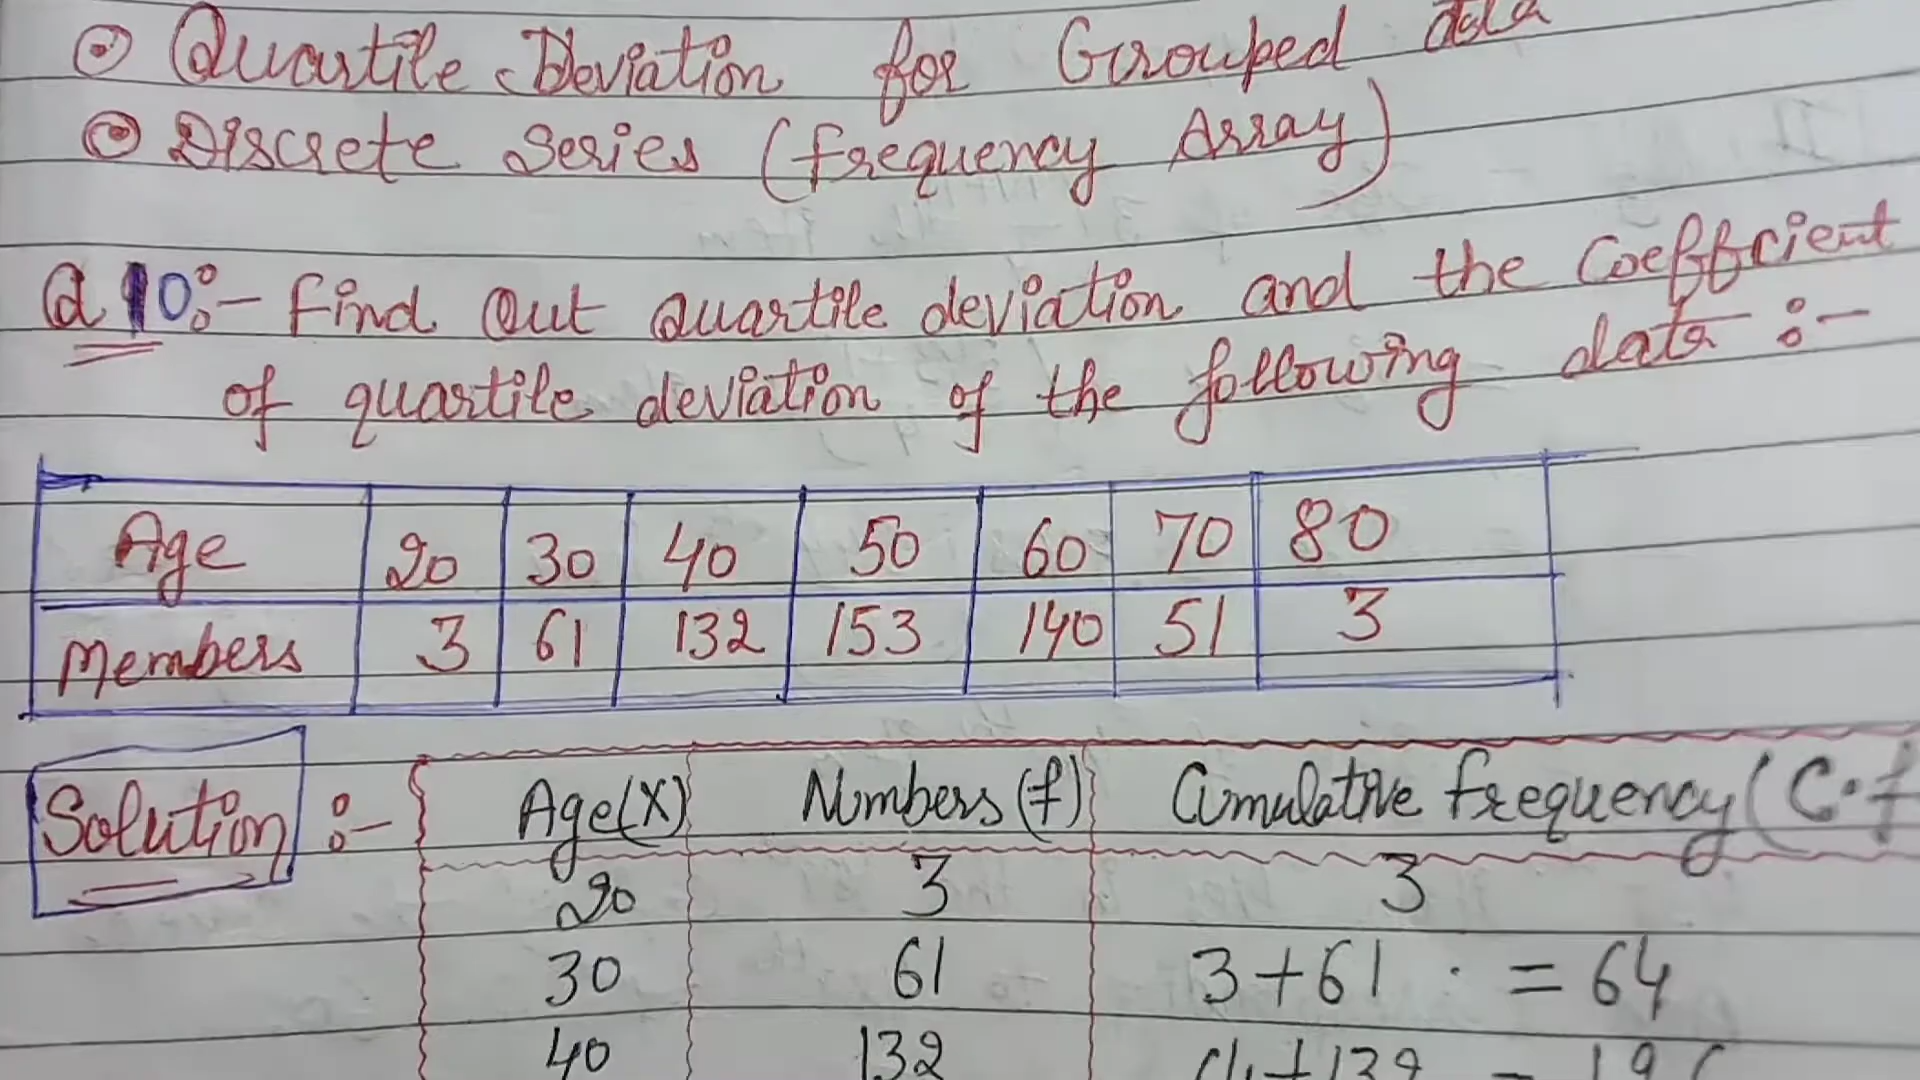 Quartile Deviation for Grouped data
Discrete Series (frequency Array)
Q 10:- Find Out quartile deviation and the Coefficient
of quartile deviation of the following data :-
Age 20 30 40 50 60 70 80
Members 3 61 132 153 140 51 3
Solution :- Age(X) Numbers (f) Cumulative frequency (C.f
20 3 3
30 61 3+61 = 64
40 132